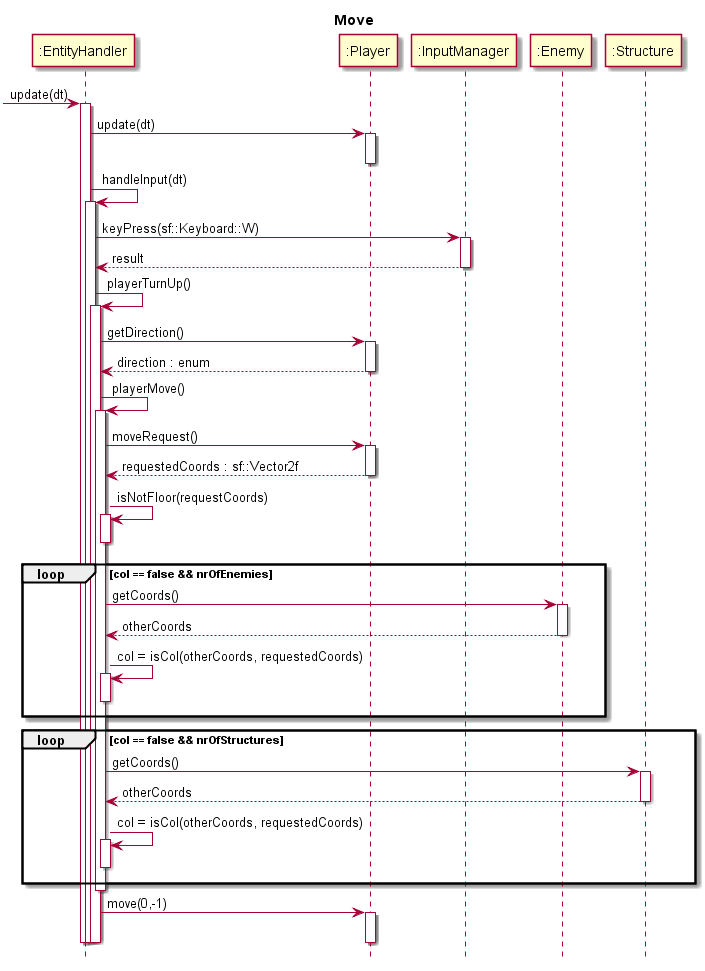 Move
:EntityHandler
:Player
:InputManager
:Enemy
:Structure
update(dt)
update(dt)
handleInput(dt)
keyPress(sf::Keyboard::W)
result
playerTurnUp()
getDirection()
direction : enum
playerMove()
moveRequest()
requestedCoords : sf::Vector2f
isNotFloor(requestCoords)
loop [col == false && nrOfEnemies]
getCoords()
otherCoords
col = isCol(otherCoords, requestedCoords)
loop [col == false && nrOfStructures]
getCoords()
otherCoords
col = isCol(otherCoords, requestedCoords)
move(0,-1)